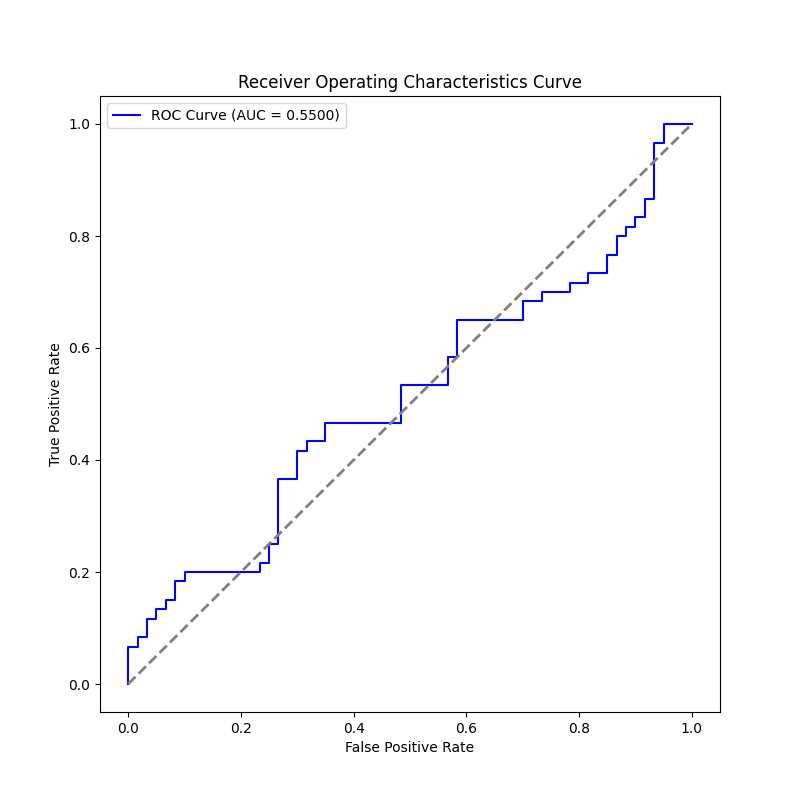 Receiver Operating Characteristics Curve
ROC Curve (AUC = 0.5500)
1.0
0.8
0.6
0.4
0.2
0.0
True Positive Rate
0.0 0.2 0.4 0.6 0.8 1.0
False Positive Rate